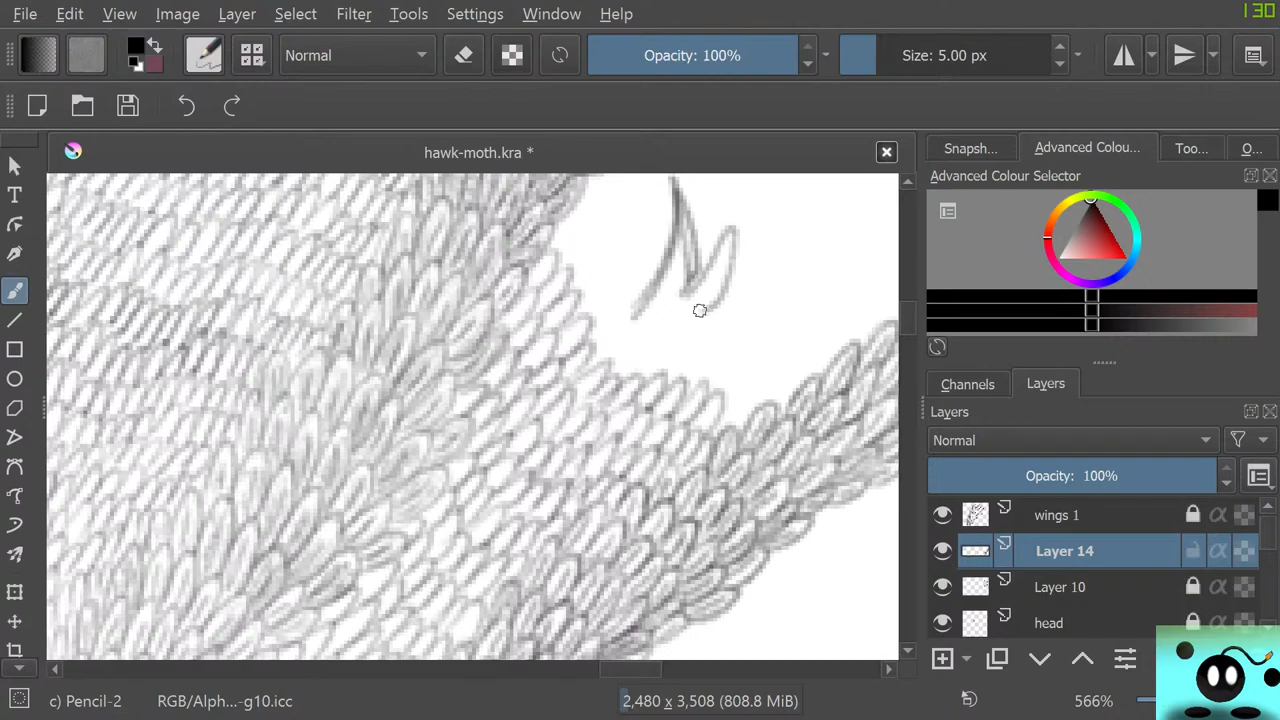 File Edit View Image Layer Select Filter Tools Settings Window Help
130
Normal
Opacity: 100%
Size: 5.00 px
hawk-moth.kra *
Snapsh...
Advanced Colou...
Too...
O...
Advanced Colour Selector
Channels
Layers
Layers
Normal
Opacity: 100%
wings 1
Layer 14
Layer 10
head
c) Pencil-2
RGB/Alph...-g10.icc
2,480 x 3,508 (808.8 MiB)
566%